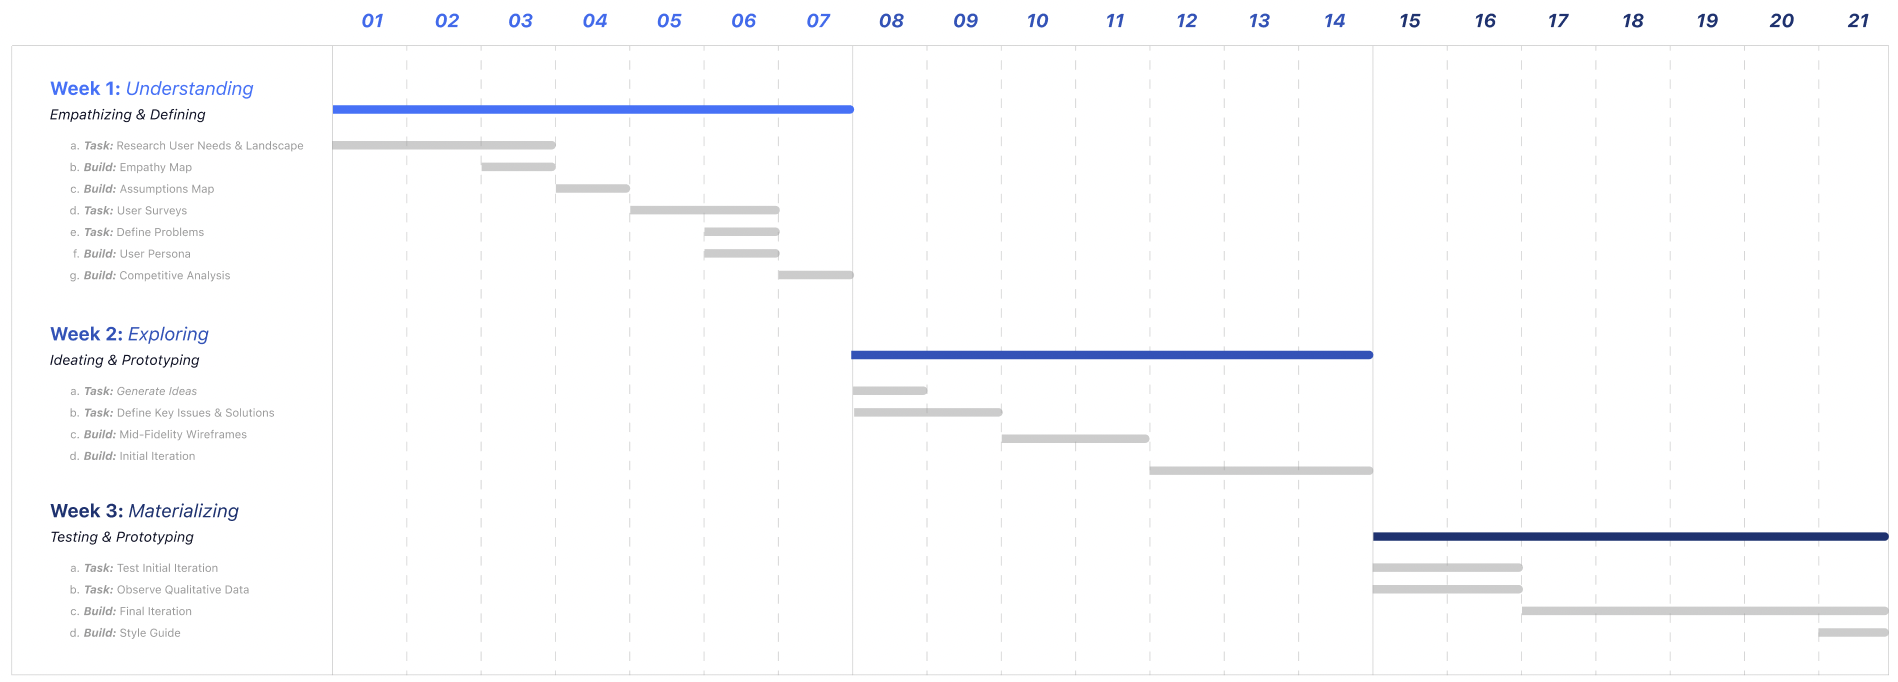 01 02 03 04 05 06 07 08 09 10 11 12 13 14 15 16 17 18 19 20 21
Week 1: Understanding
Empathizing & Defining
a. Task: Research User Needs & Landscape
b. Build: Empathy Map
c. Build: Assumptions Map
d. Task: User Surveys
e. Task: Define Problems
f. Build: User Persona
g. Build: Competitive Analysis
Week 2: Exploring
Ideating & Prototyping
a. Task: Generate Ideas
b. Task: Define Key Issues & Solutions
c. Build: Mid-Fidelity Wireframes
d. Build: Initial Iteration
Week 3: Materializing
Testing & Prototyping
a. Task: Test Initial Iteration
b. Task: Observe Qualitative Data
c. Build: Final Iteration
d. Build: Style Guide